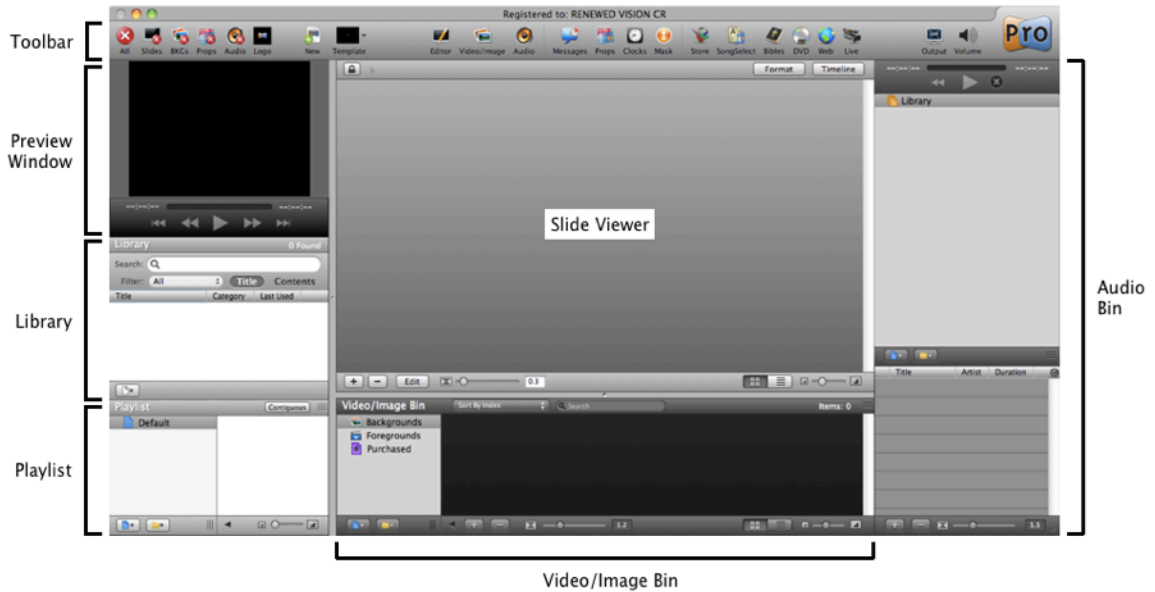 Registered to: RENEWED VISION CR
Toolbar
All Slides BKGs Props Audio Logo New Template Editor Video/Image Audio Messages Props Clocks Mask Store SongSelect Bibles DVD Web Live Output Volume
Pro
Format Timeline
--:--:-- --:--:--
Library
Preview
Window
Slide Viewer
--:--:-- --:--:--
Library 0 Found
Search:
Filter: All Title Contents
Title Category Last Used
Library
Audio
Bin
Title Artist Duration
Edit 0.3
Playlist Contiguous
Default
Video/Image Bin Sort By Index Search Items: 0
Backgrounds
Foregrounds
Purchased
Playlist
1.2
1.5
Video/Image Bin